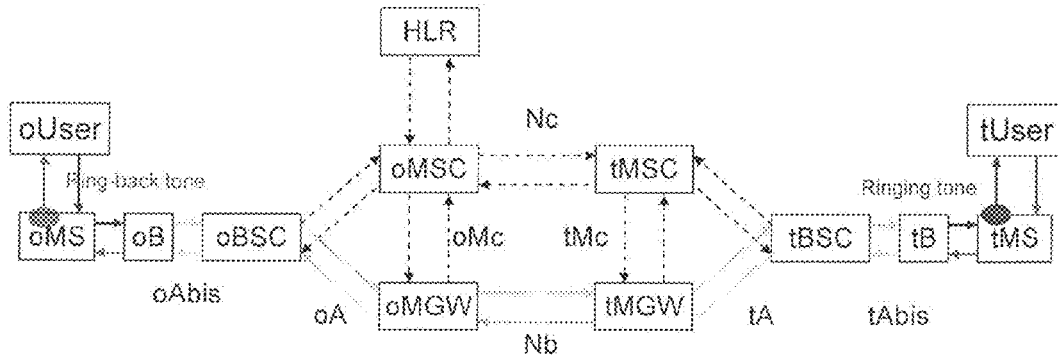 HLR
oUser
Nc
tUser
oMSC
tMSC
Ring-back tone
Ringing tone
oMS
oB
oBSC
oMc
tMc
tBSC
tB
tMS
oAbis
oA
oMGW
tMGW
tA
tAbis
Nb